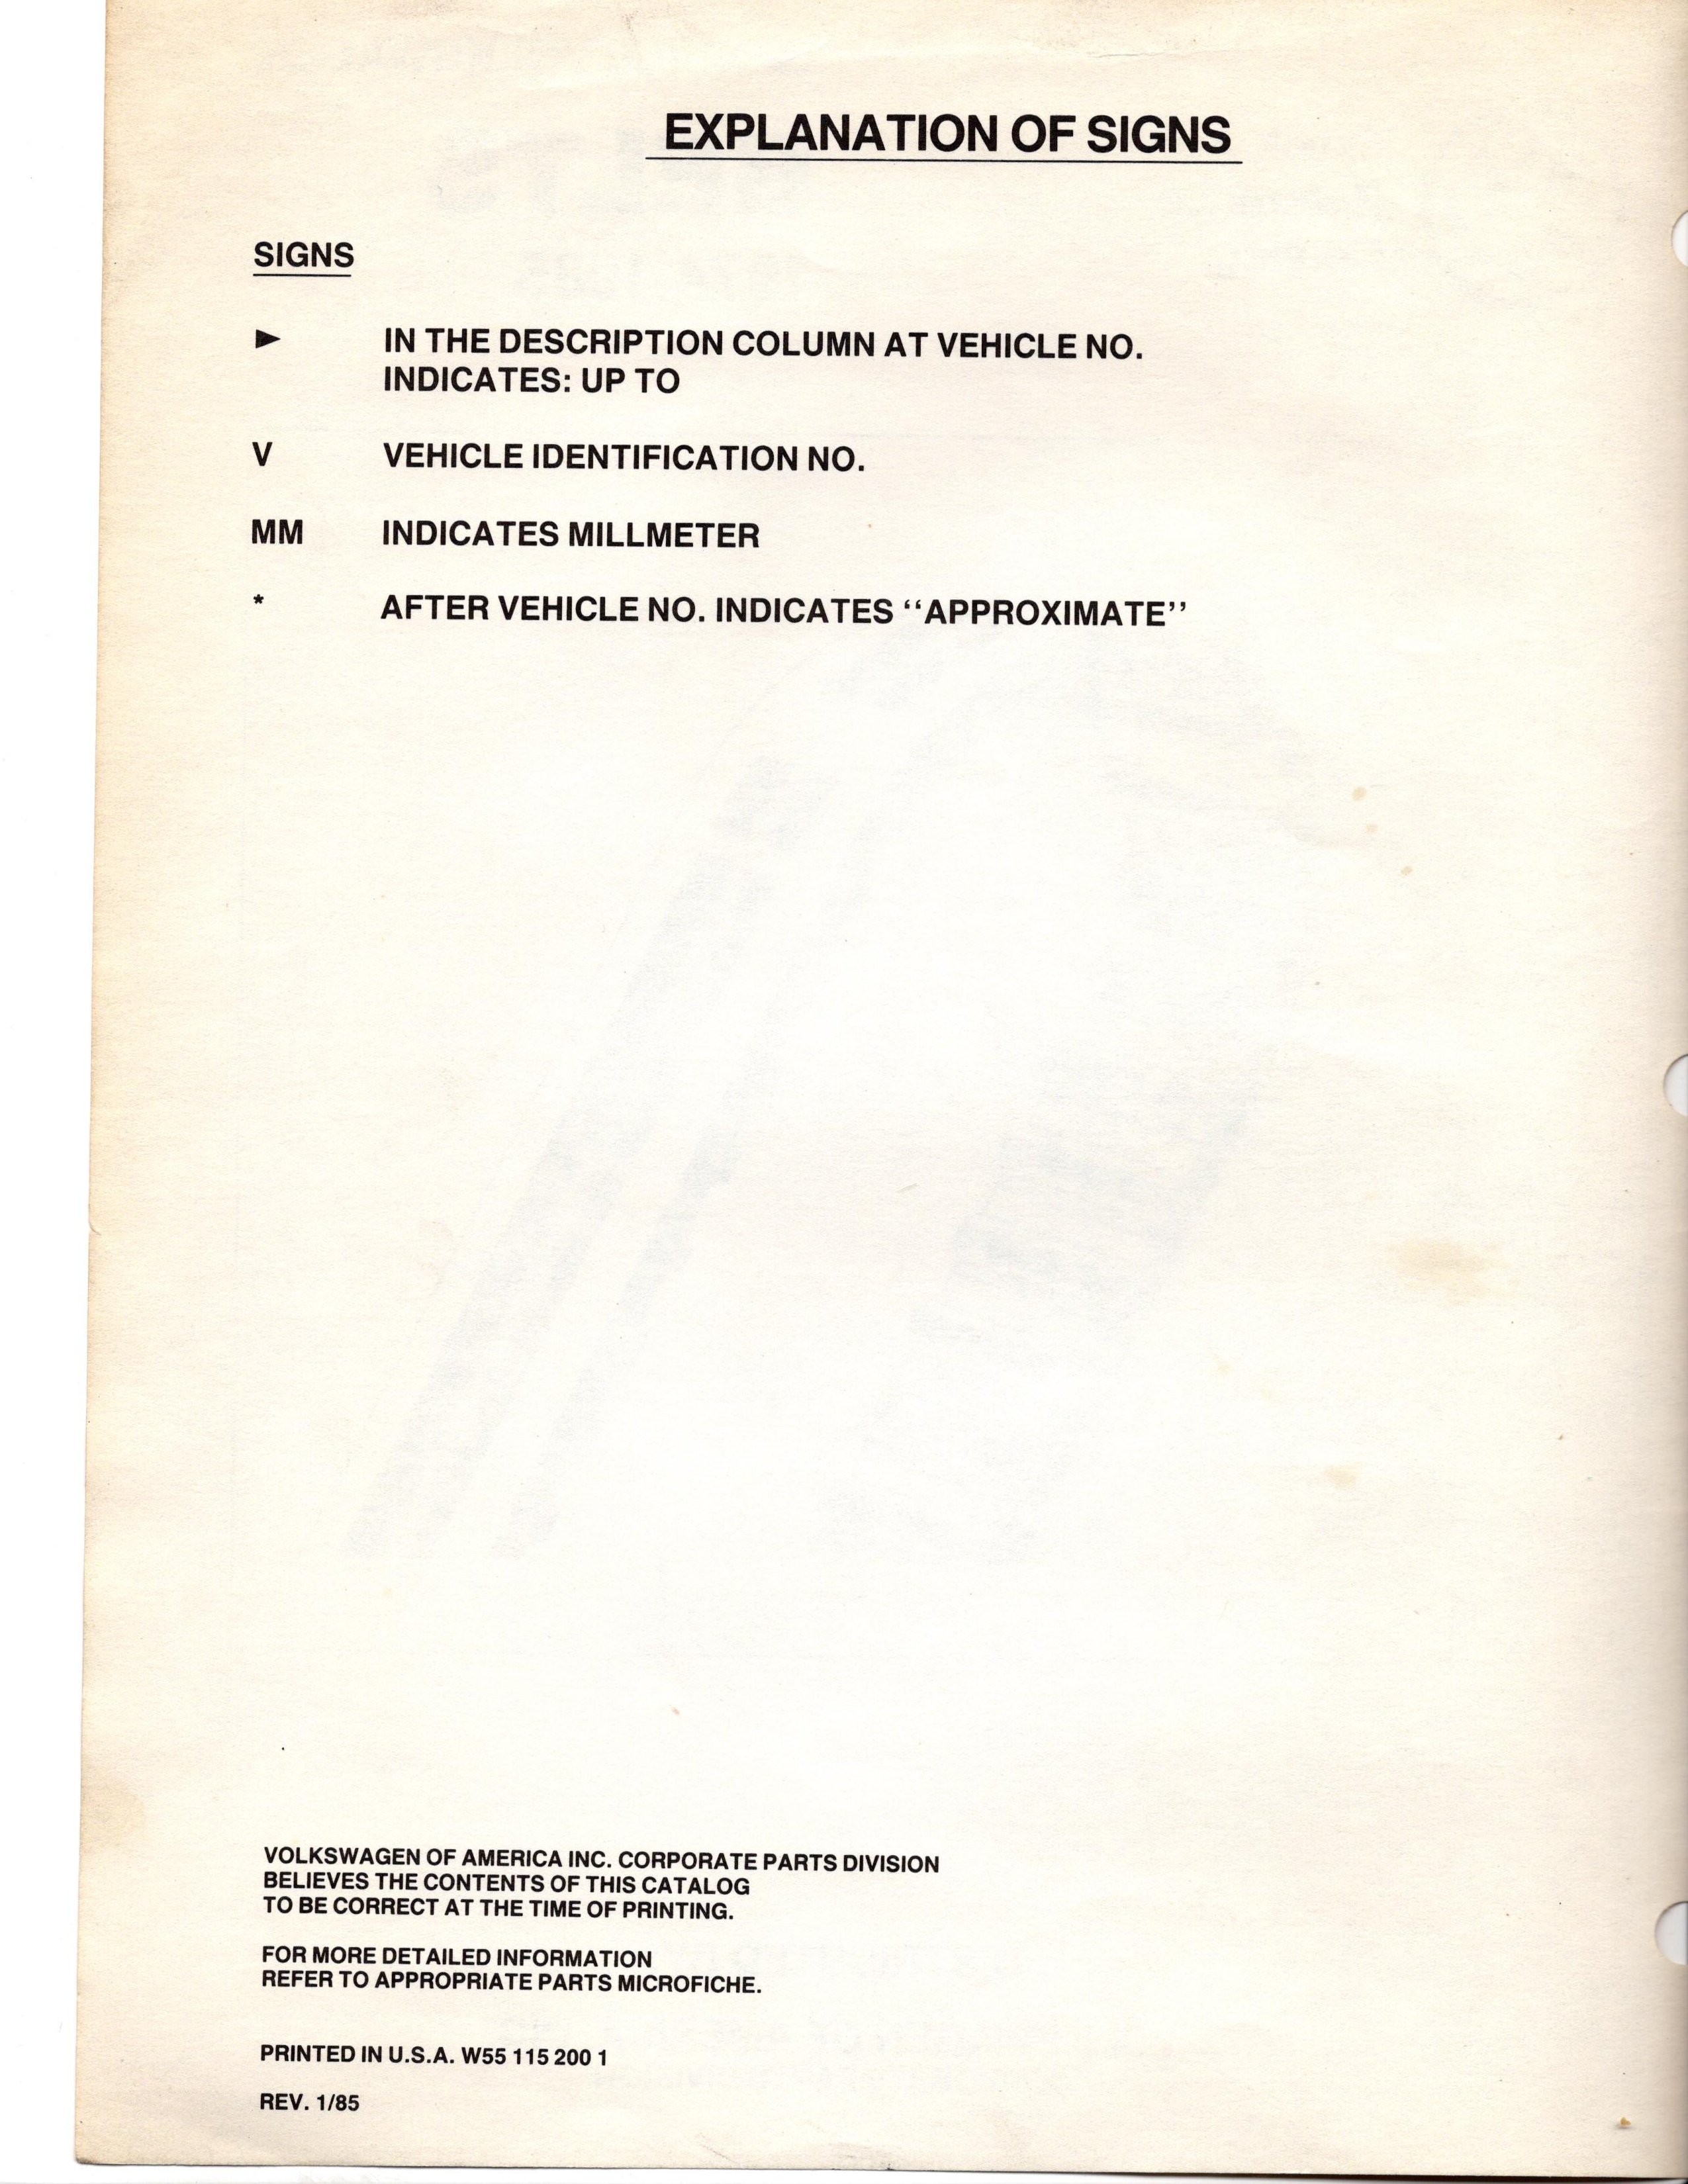 EXPLANATION OF SIGNS
SIGNS
► IN THE DESCRIPTION COLUMN AT VEHICLE NO.
INDICATES: UP TO
V VEHICLE IDENTIFICATION NO.
MM INDICATES MILLMETER
* AFTER VEHICLE NO. INDICATES ‘‘APPROXIMATE’’
VOLKSWAGEN OF AMERICA INC. CORPORATE PARTS DIVISION
BELIEVES THE CONTENTS OF THIS CATALOG
TO BE CORRECT AT THE TIME OF PRINTING.
FOR MORE DETAILED INFORMATION
REFER TO APPROPRIATE PARTS MICROFICHE.
PRINTED IN U.S.A. W55 115 200 1
REV. 1/85